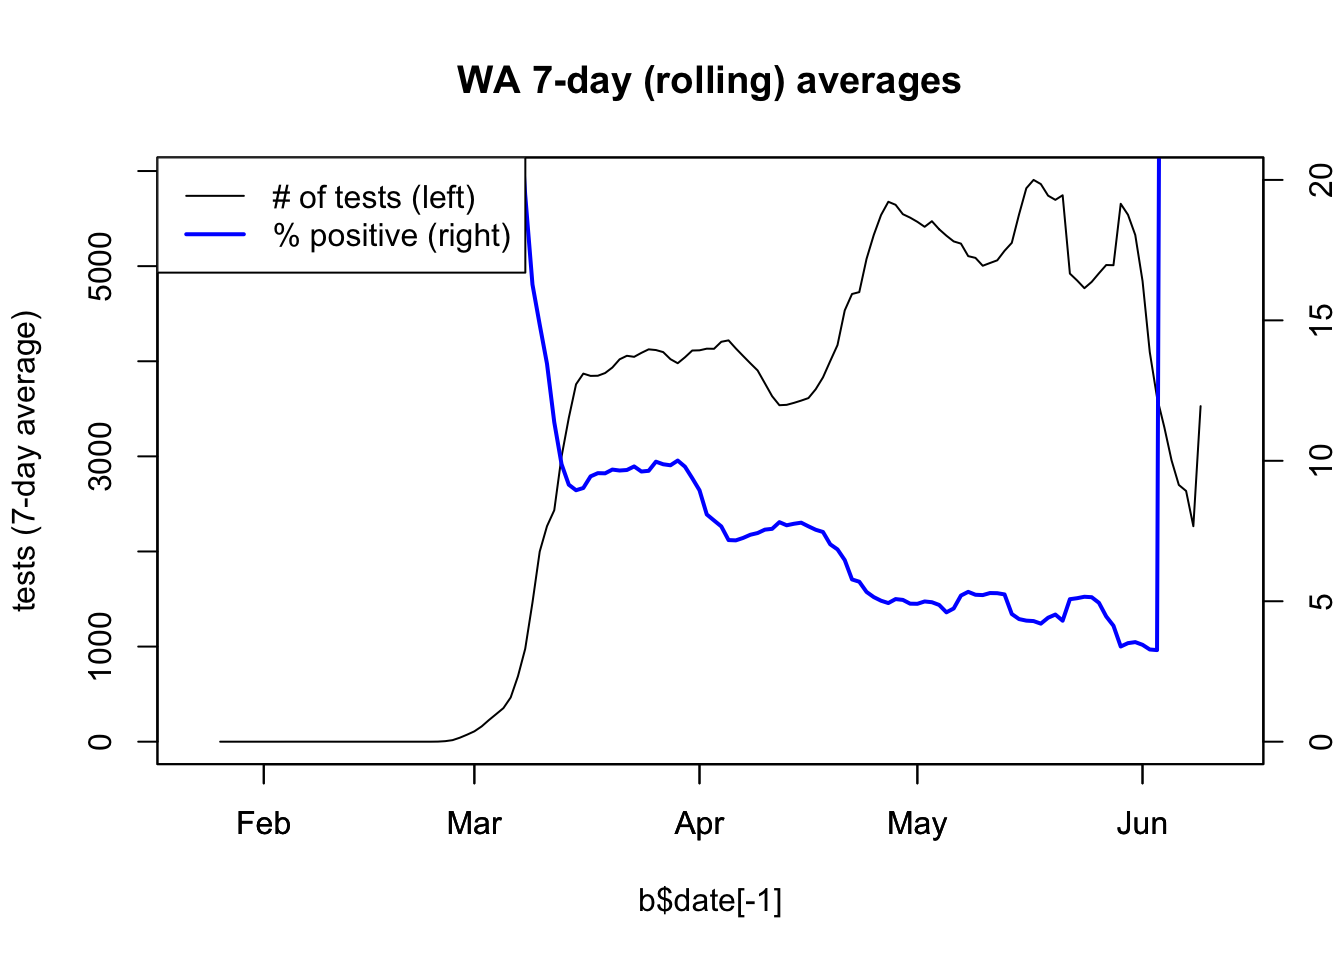 WA 7-day (rolling) averages
# of tests (left)
% positive (right)
tests (7-day average)
5000
3000
1000
0
20
15
10
5
0
Feb Mar Apr May Jun
b$date[-1]